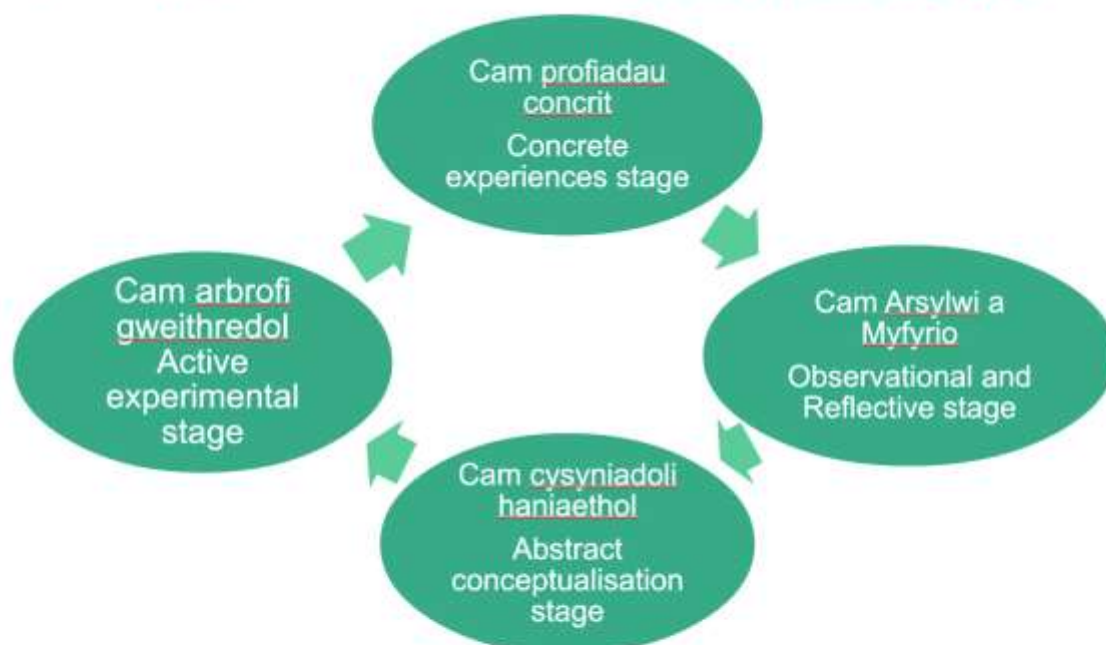 Cam profiadau
concrit
Concrete
experiences stage
Cam Arsylwi a
Myfyrio
Observational and
Reflective stage
Cam cysyniadoli
haniaethol
Abstract
conceptualisation
stage
Cam arbrofi
gweithredol
Active
experimental
stage